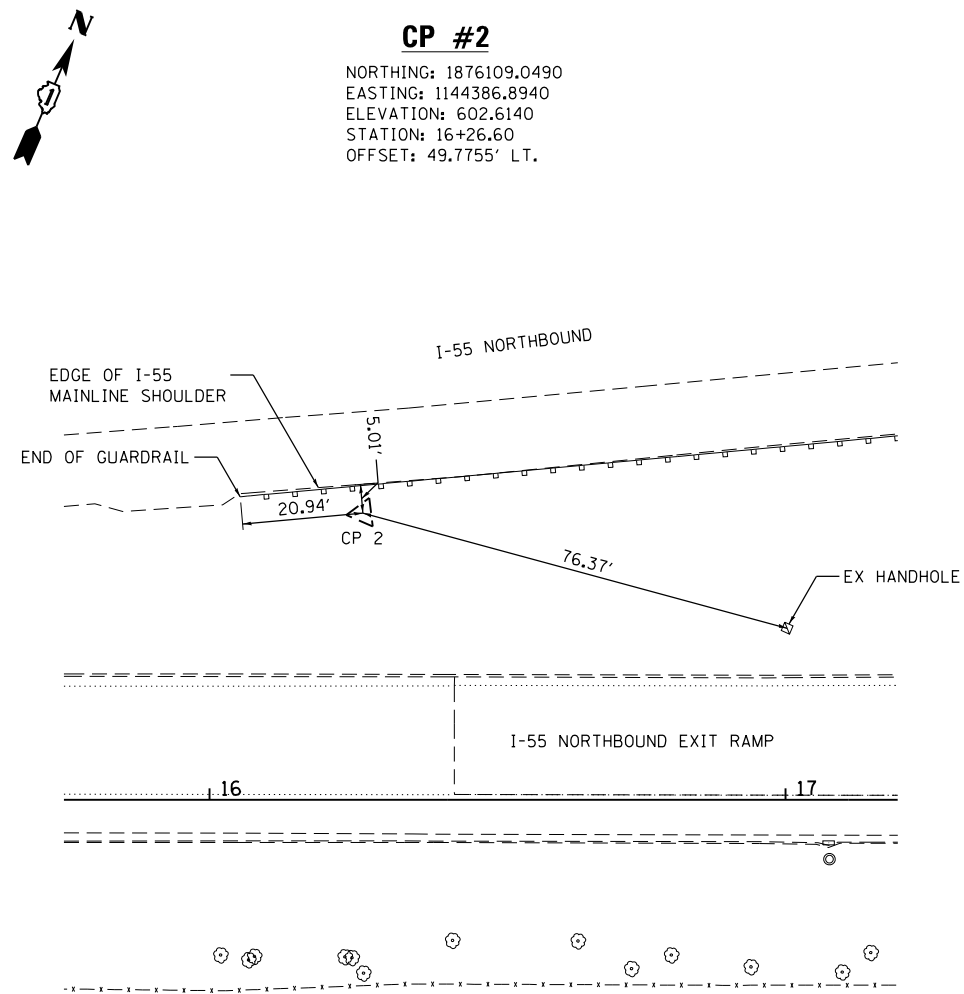 N
1
CP #2
NORTHING: 1876109.0490
EASTING: 1144386.8940
ELEVATION: 602.6140
STATION: 16+26.60
OFFSET: 49.7755' LT.
I-55 NORTHBOUND
EDGE OF I-55
MAINLINE SHOULDER
5.01'
END OF GUARDRAIL
20.94'
CP 2
76.37'
EX HANDHOLE
I-55 NORTHBOUND EXIT RAMP
16
17